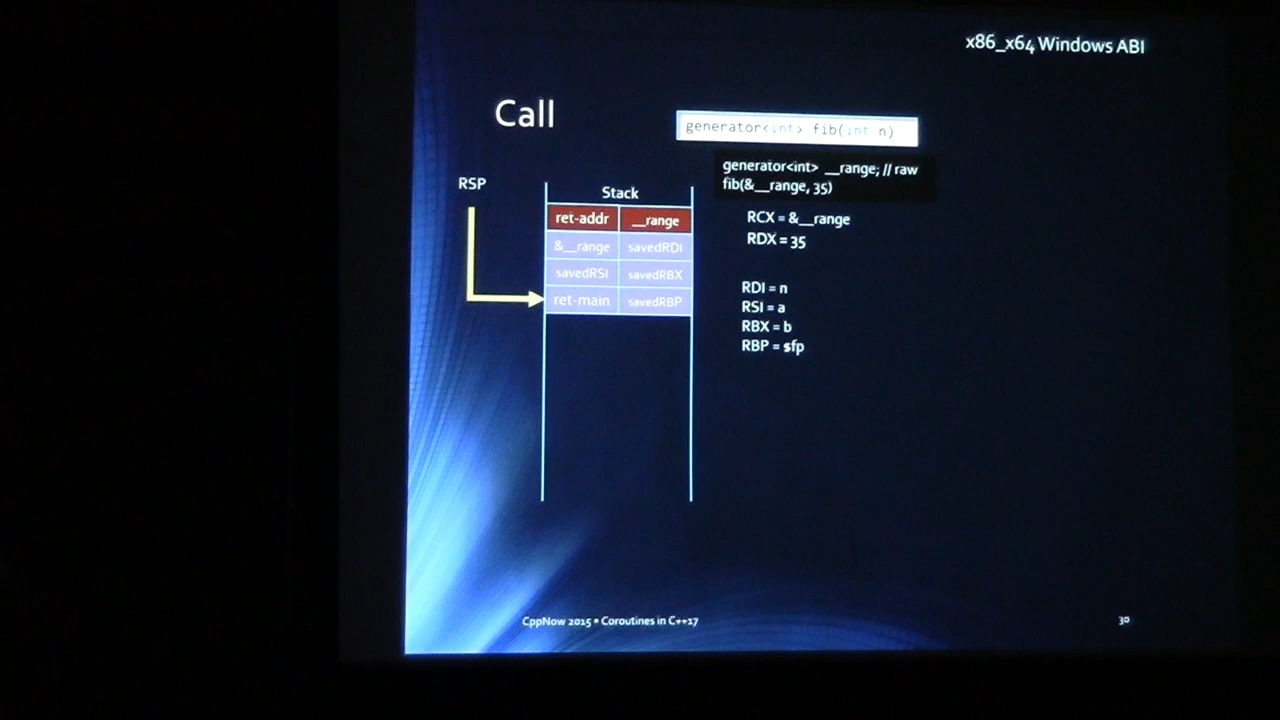 x86_x64 Windows ABI
Call
generator<int> fib(int n)
generator<int> __range; // raw
fib(&__range, 35)
RSP
Stack
ret-addr __range
&__range savedRDI
savedRSI savedRBX
ret-main savedRBP
RCX = &__range
RDX = 35
RDI = n
RSI = a
RBX = b
RBP = $fp
CppNow 2015 • Coroutines in C++17
30